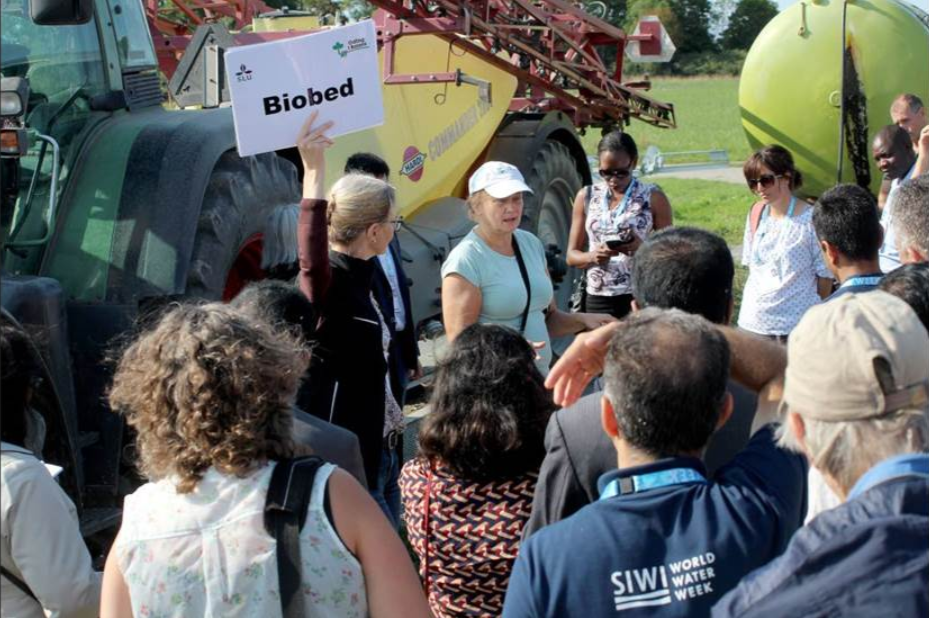 SLU
Biobed
HARDI
COMMANDER
SIWI
WORLD
WATER
WEEK